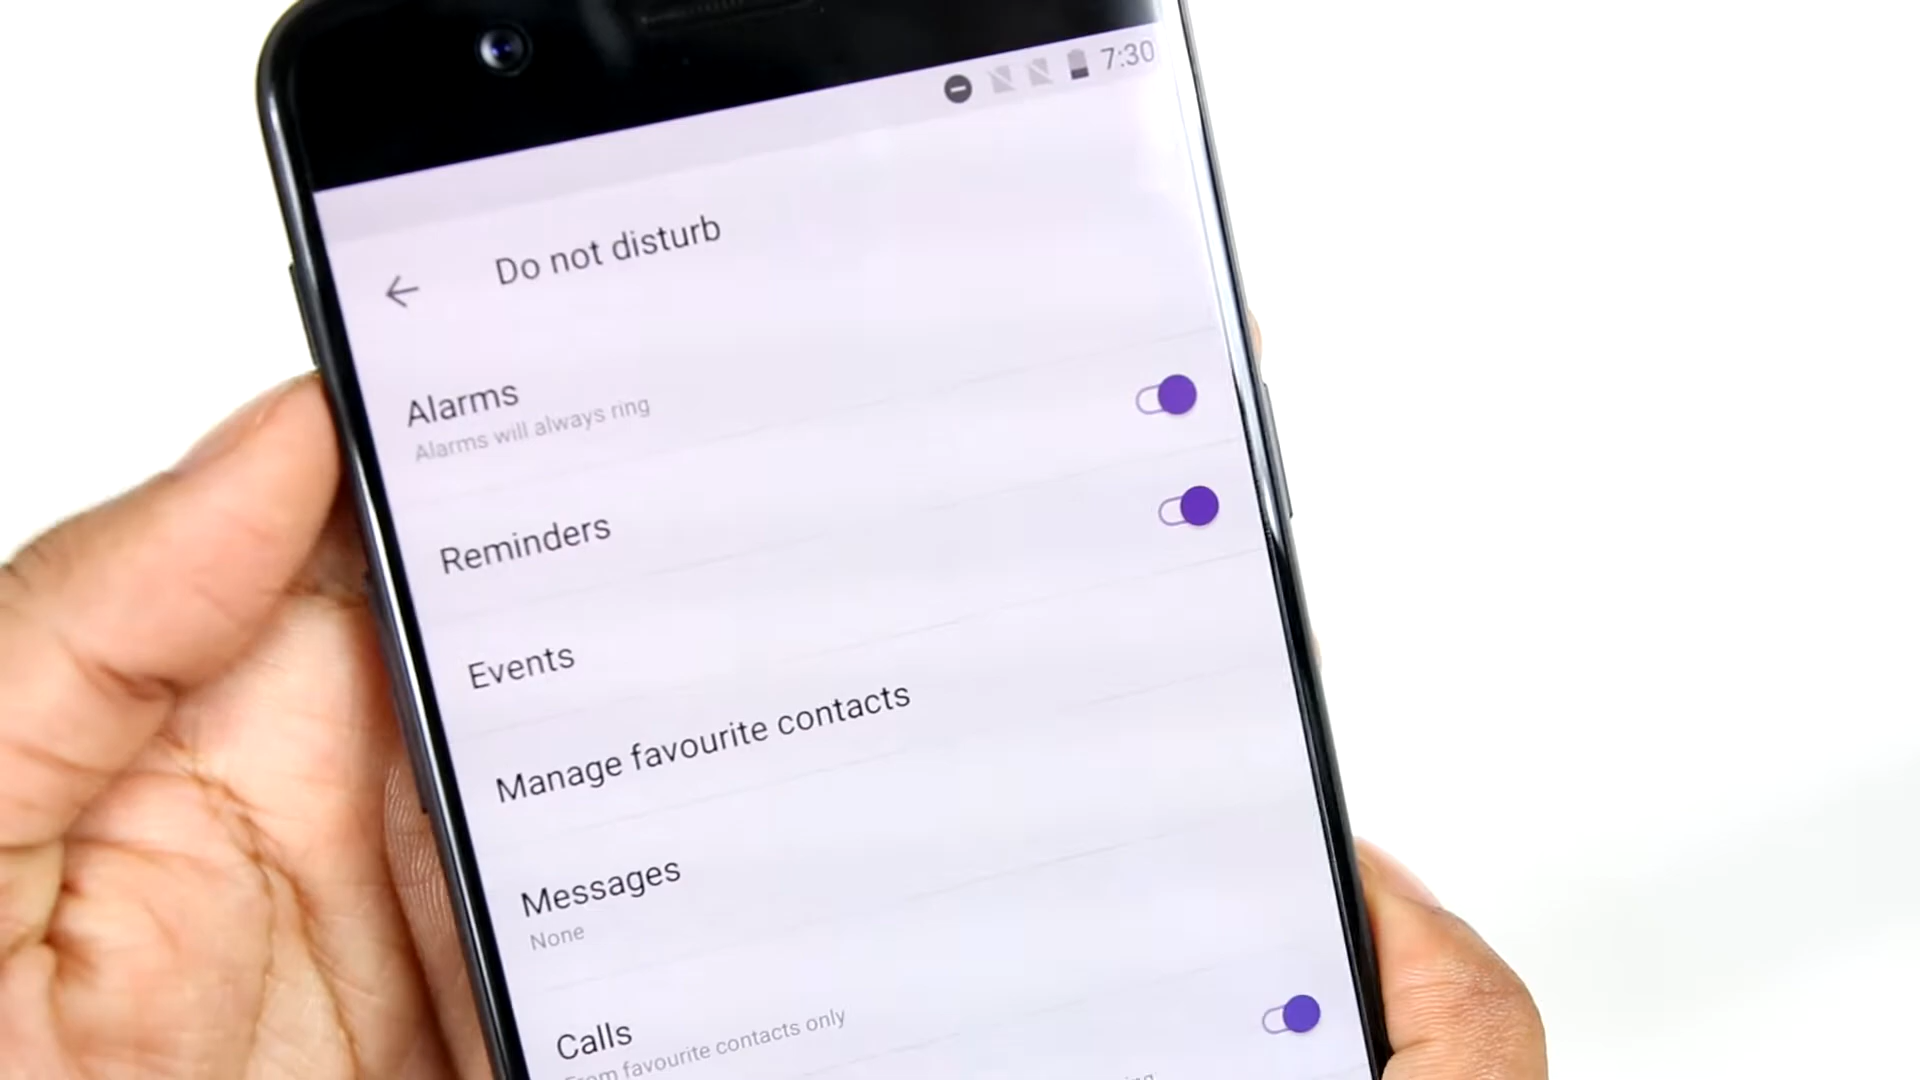 7:30
Do not disturb
Alarms
Alarms will always ring
Reminders
Events
Manage favourite contacts
Messages
None
Calls
From favourite contacts only